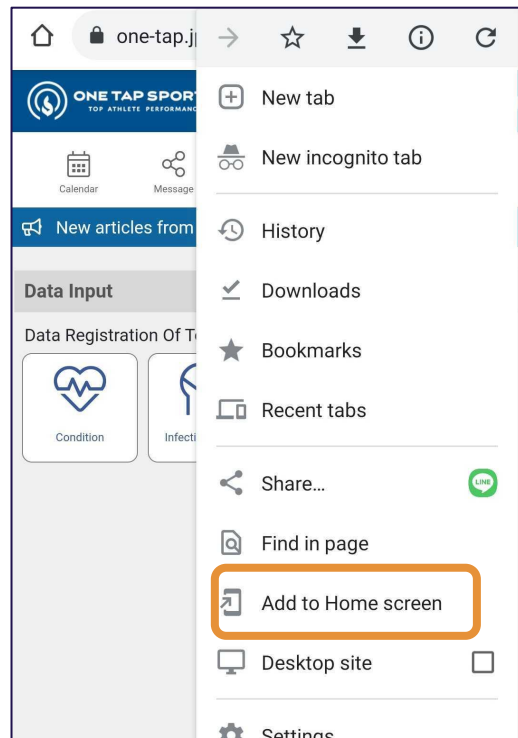 one-tap.j
ONE TAP SPOR
TOP ATHLETE PERFORMANC
Calendar
Message
New articles from
Data Input
Data Registration Of T
Condition
Infecti
New tab
New incognito tab
History
Downloads
Bookmarks
Recent tabs
Share...
LINE
Find in page
Add to Home screen
Desktop site
Settings